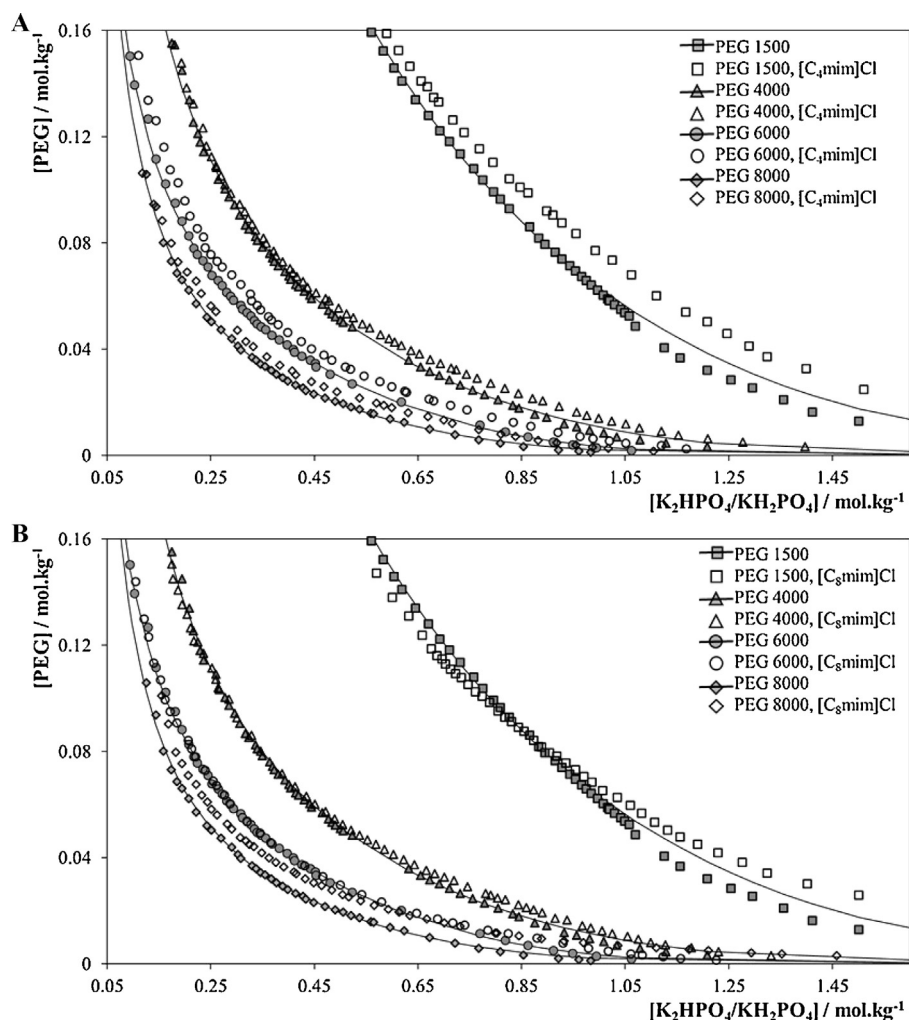 A
0.16
0.12
0.08
0.04
0
[PEG] / mol.kg⁻¹
PEG 1500
PEG 1500, [C₄mim]Cl
PEG 4000
PEG 4000, [C₄mim]Cl
PEG 6000
PEG 6000, [C₄mim]Cl
PEG 8000
PEG 8000, [C₄mim]Cl
0.05 0.25 0.45 0.65 0.85 1.05 1.25 1.45
[K₂HPO₄/KH₂PO₄] / mol.kg⁻¹
B
0.16
0.12
0.08
0.04
0
[PEG] / mol.kg⁻¹
PEG 1500
PEG 1500, [C₈mim]Cl
PEG 4000
PEG 4000, [C₈mim]Cl
PEG 6000
PEG 6000, [C₈mim]Cl
PEG 8000
PEG 8000, [C₈mim]Cl
0.05 0.25 0.45 0.65 0.85 1.05 1.25 1.45
[K₂HPO₄/KH₂PO₄] / mol.kg⁻¹